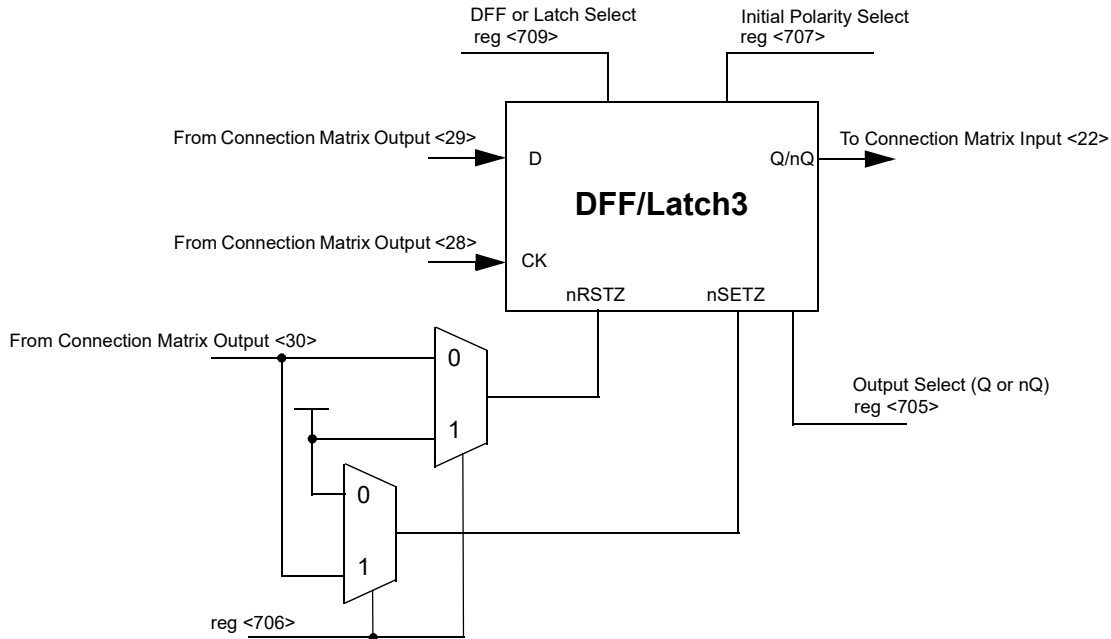 DFF or Latch Select
reg <709>
Initial Polarity Select
reg <707>
From Connection Matrix Output <29>
D
Q/nQ
To Connection Matrix Input <22>
DFF/Latch3
From Connection Matrix Output <28>
CK
nRSTZ
nSETZ
From Connection Matrix Output <30>
0
1
Output Select (Q or nQ)
reg <705>
0
1
reg <706>